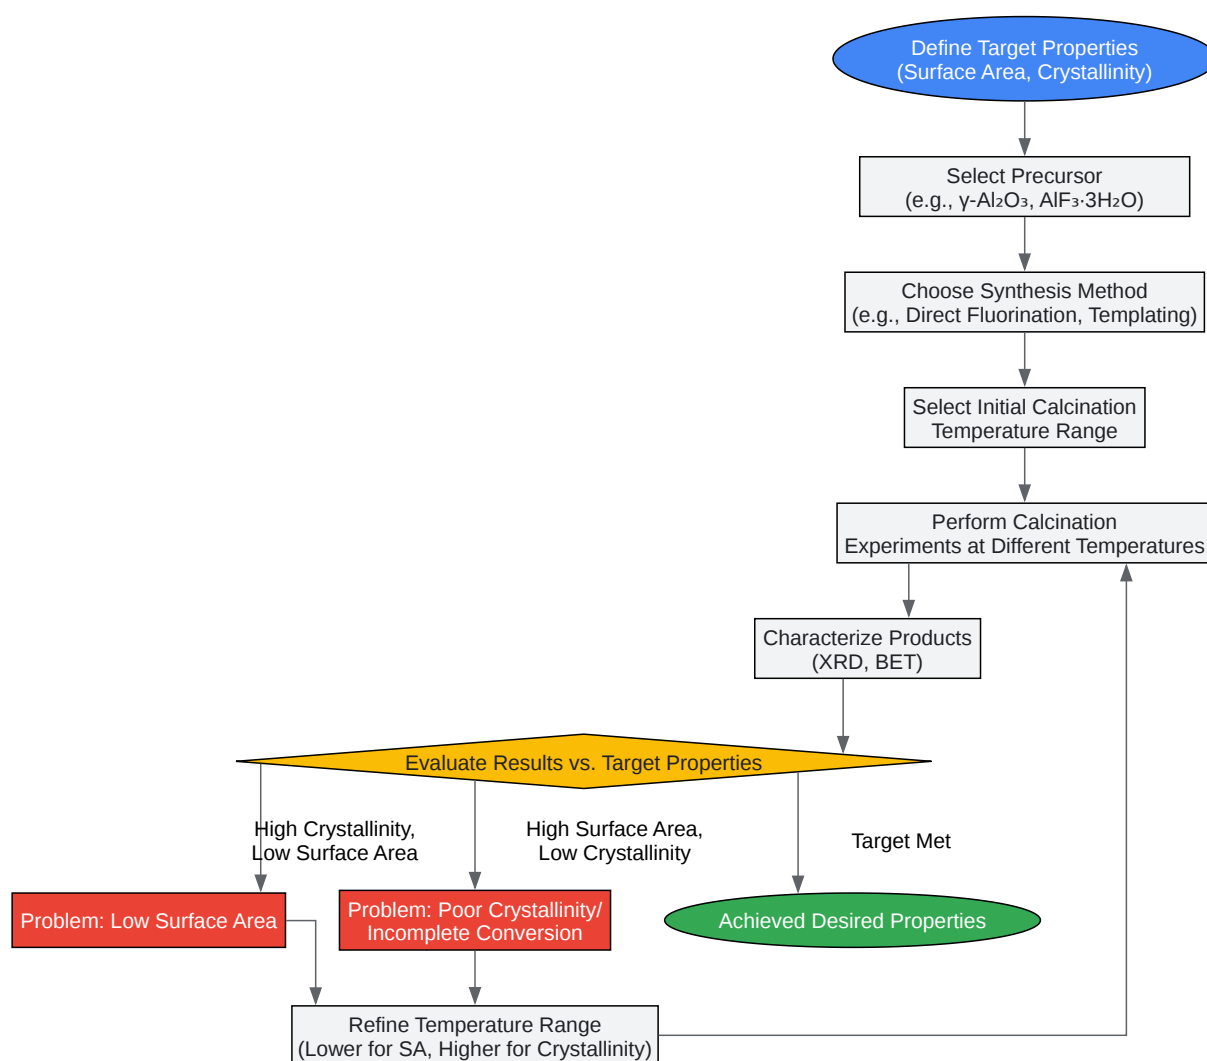 Define Target Properties
(Surface Area, Crystallinity)
Select Precursor
(e.g., γ-Al₂O₃, AlF₃·3H₂O)
Choose Synthesis Method
(e.g., Direct Fluorination, Templating)
Select Initial Calcination
Temperature Range
Perform Calcination
Experiments at Different Temperatures
Characterize Products
(XRD, BET)
Evaluate Results vs. Target Properties
High Crystallinity,
Low Surface Area
High Surface Area,
Low Crystallinity
Target Met
Problem: Low Surface Area
Problem: Poor Crystallinity/
Incomplete Conversion
Achieved Desired Properties
Refine Temperature Range
(Lower for SA, Higher for Crystallinity)